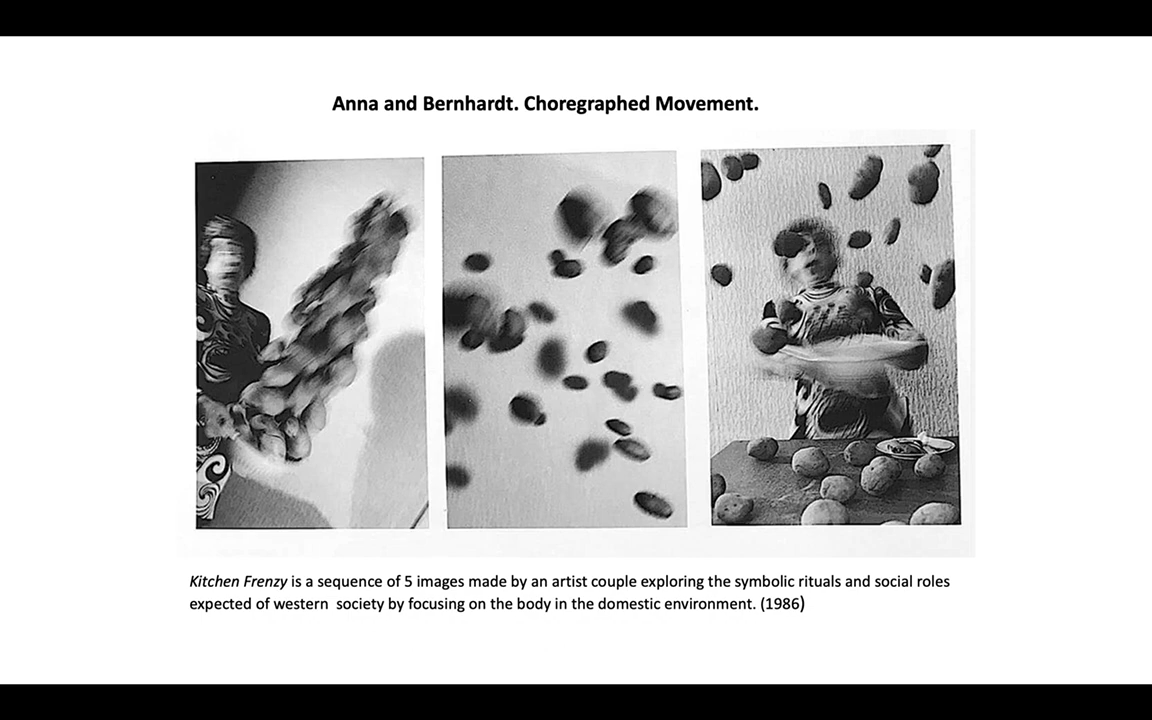 Anna and Bernhardt. Choregraphed Movement.
Kitchen Frenzy is a sequence of 5 images made by an artist couple exploring the symbolic rituals and social roles
expected of western society by focusing on the body in the domestic environment. (1986)